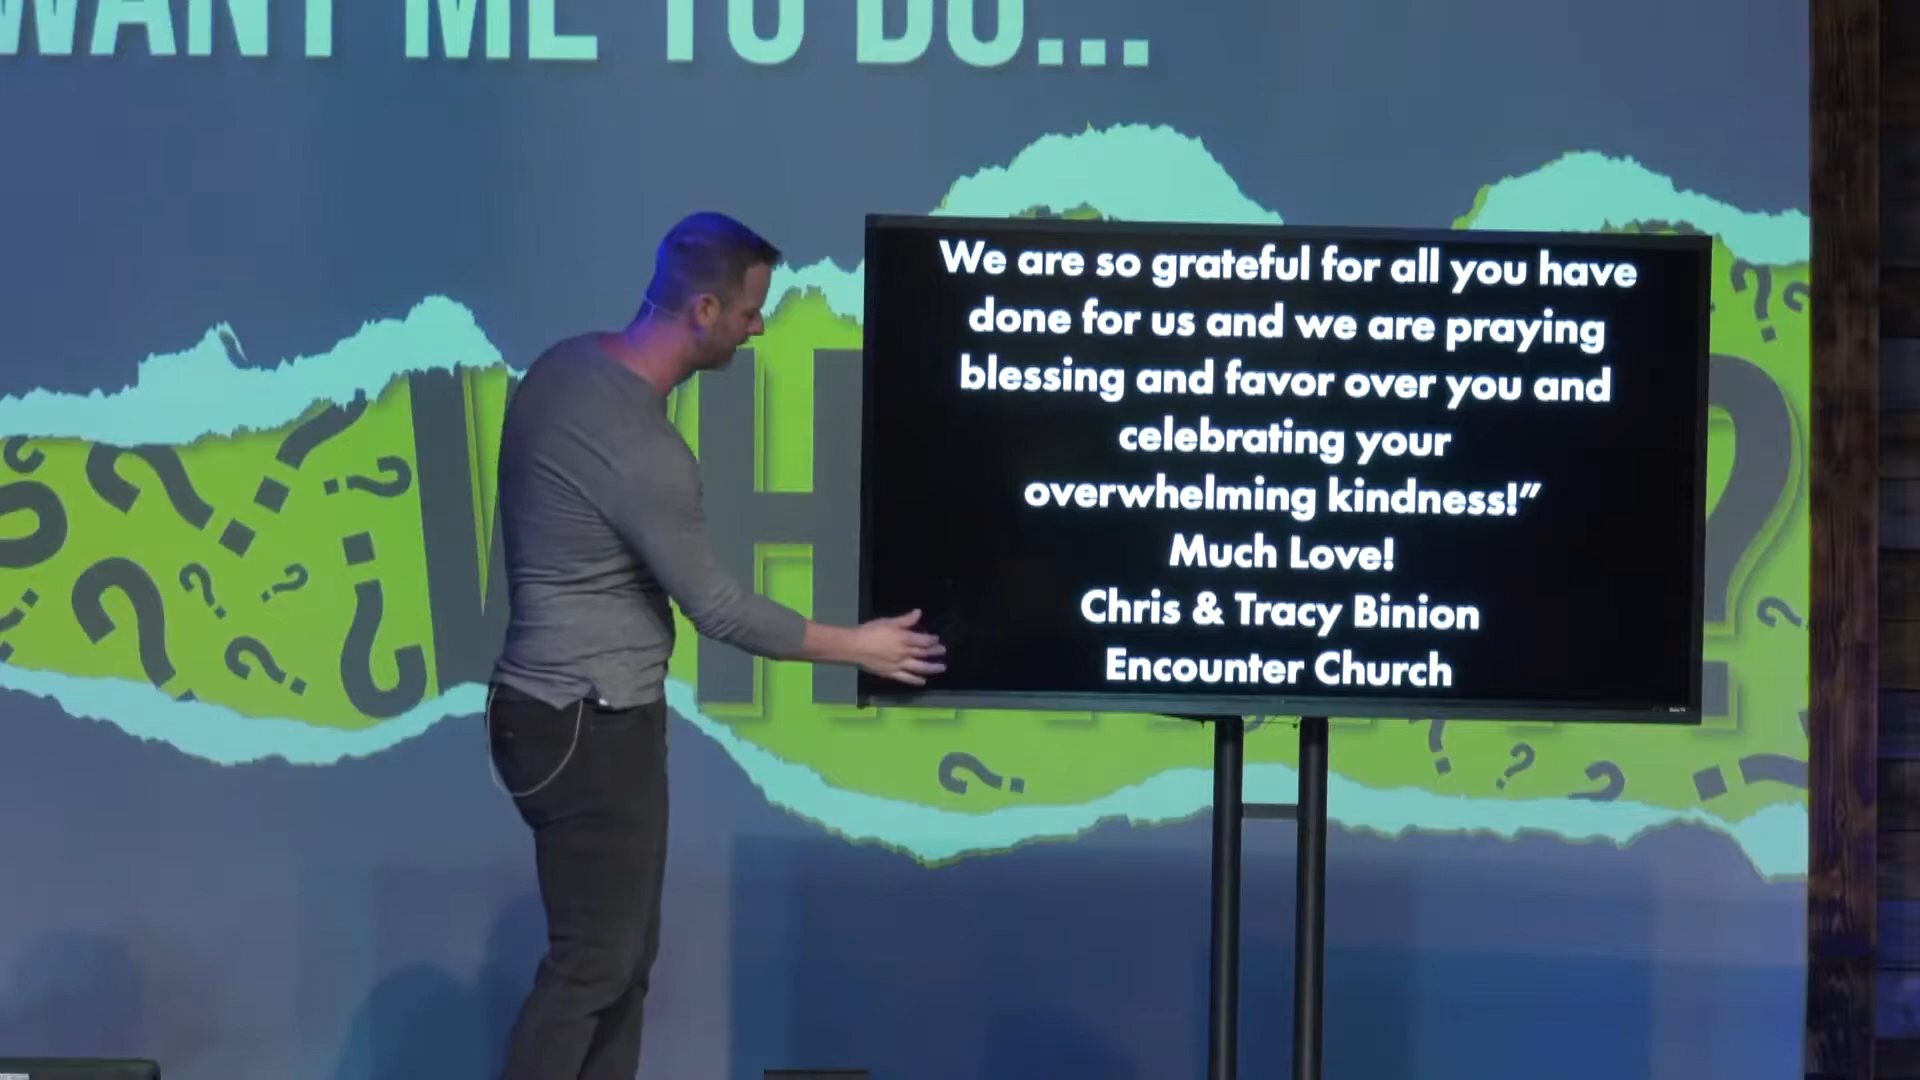 WANT ME TO DO...
We are so grateful for all you have
done for us and we are praying
blessing and favor over you and
celebrating your
overwhelming kindness!”
Much Love!
Chris & Tracy Binion
Encounter Church